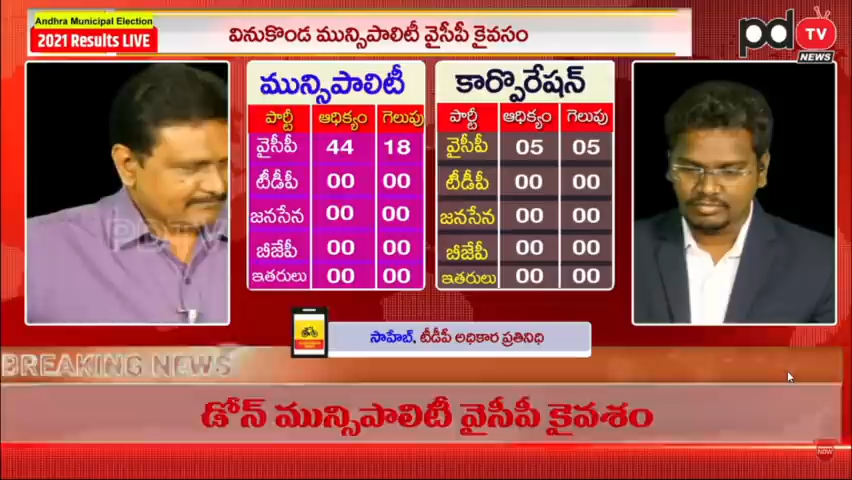 Andhra Municipal Election
2021 Results LIVE
వినుకొండ మున్సిపాలిటీ వైసీపీ కైవసం
pd TV
NEWS
మున్సిపాలిటీ
పార్టీ ఆధిక్యం గెలుపు
వైసీపీ 44 18
టీడీపీ 00 00
జనసేన 00 00
బీజేపీ 00 00
ఇతరులు 00 00
కార్పొరేషన్
పార్టీ ఆధిక్యం గెలుపు
వైసీపీ 05 05
టీడీపీ 00 00
జనసేన 00 00
బీజేపీ 00 00
ఇతరులు 00 00
PDTV
సాహేబ్, టీడీపీ అధికార ప్రతినిధి
BREAKING NEWS
డోన్ మున్సిపాలిటీ వైసీపీ కైవశం